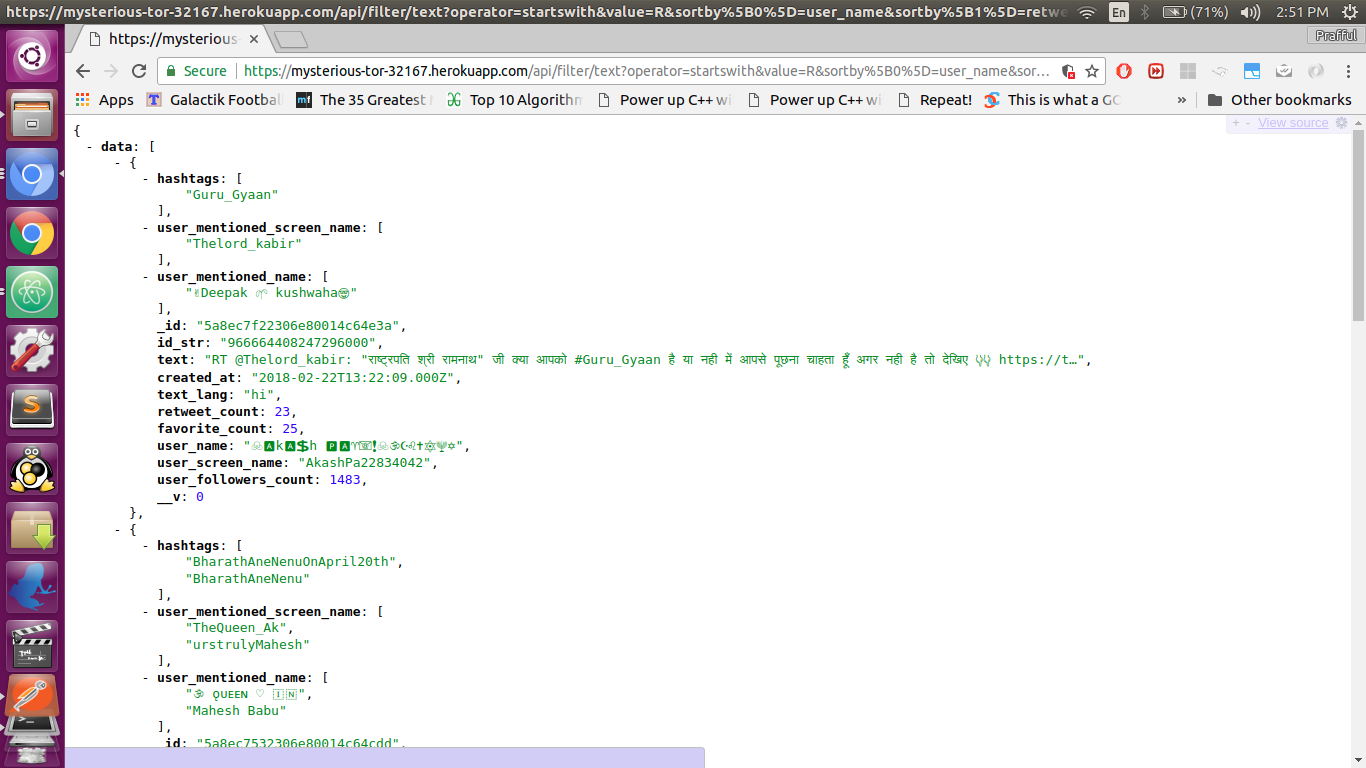 https://mysterious-tor-32167.herokuapp.com/api/filter/text?operator=startswith&value=R&sortby%5B0%5D=user_name&sortby%5B1%5D=retwe
En
(71%)
2:51 PM
https://mysterious-
Prafful
Secure
https://mysterious-tor-32167.herokuapp.com/api/filter/text?operator=startswith&value=R&sortby%5B0%5D=user_name&sor...
Apps
Galactik Footbal
The 35 Greatest
Top 10 Algorithm
Power up C++ wi
Power up C++ wi
Repeat!
This is what a GC
»
Other bookmarks
+ - View source
{
- data: [
- {
- hashtags: [
"Guru_Gyaan"
],
- user_mentioned_screen_name: [
"Thelord_kabir"
],
- user_mentioned_name: [
"✌Deepak 🌱 kushwaha🤓"
],
_id: "5a8ec7f22306e80014c64e3a",
id_str: "966664408247296000",
text: "RT @Thelord_kabir: "राष्ट्रपति श्री रामनाथ" जी क्या आपको #Guru_Gyaan है या नही में आपसे पूछना चाहता हूँ अगर नही है तो देखिए 👇👇 https://t…",
created_at: "2018-02-22T13:22:09.000Z",
text_lang: "hi",
retweet_count: 23,
favorite_count: 25,
user_name: "☠🅰k🅰💲h 🅿🅰♈☠🕉☪♌✝🔯🕎✡",
user_screen_name: "AkashPa22834042",
user_followers_count: 1483,
__v: 0
},
- {
- hashtags: [
"BharathAneNenuOnApril20th",
"BharathAneNenu"
],
- user_mentioned_screen_name: [
"TheQueen_Ak",
"urstrulyMahesh"
],
- user_mentioned_name: [
"🕉 ǫᴜᴇᴇɴ ♡ 🇮🇳",
"Mahesh Babu"
],
_id: "5a8ec7532306e80014c64cdd",